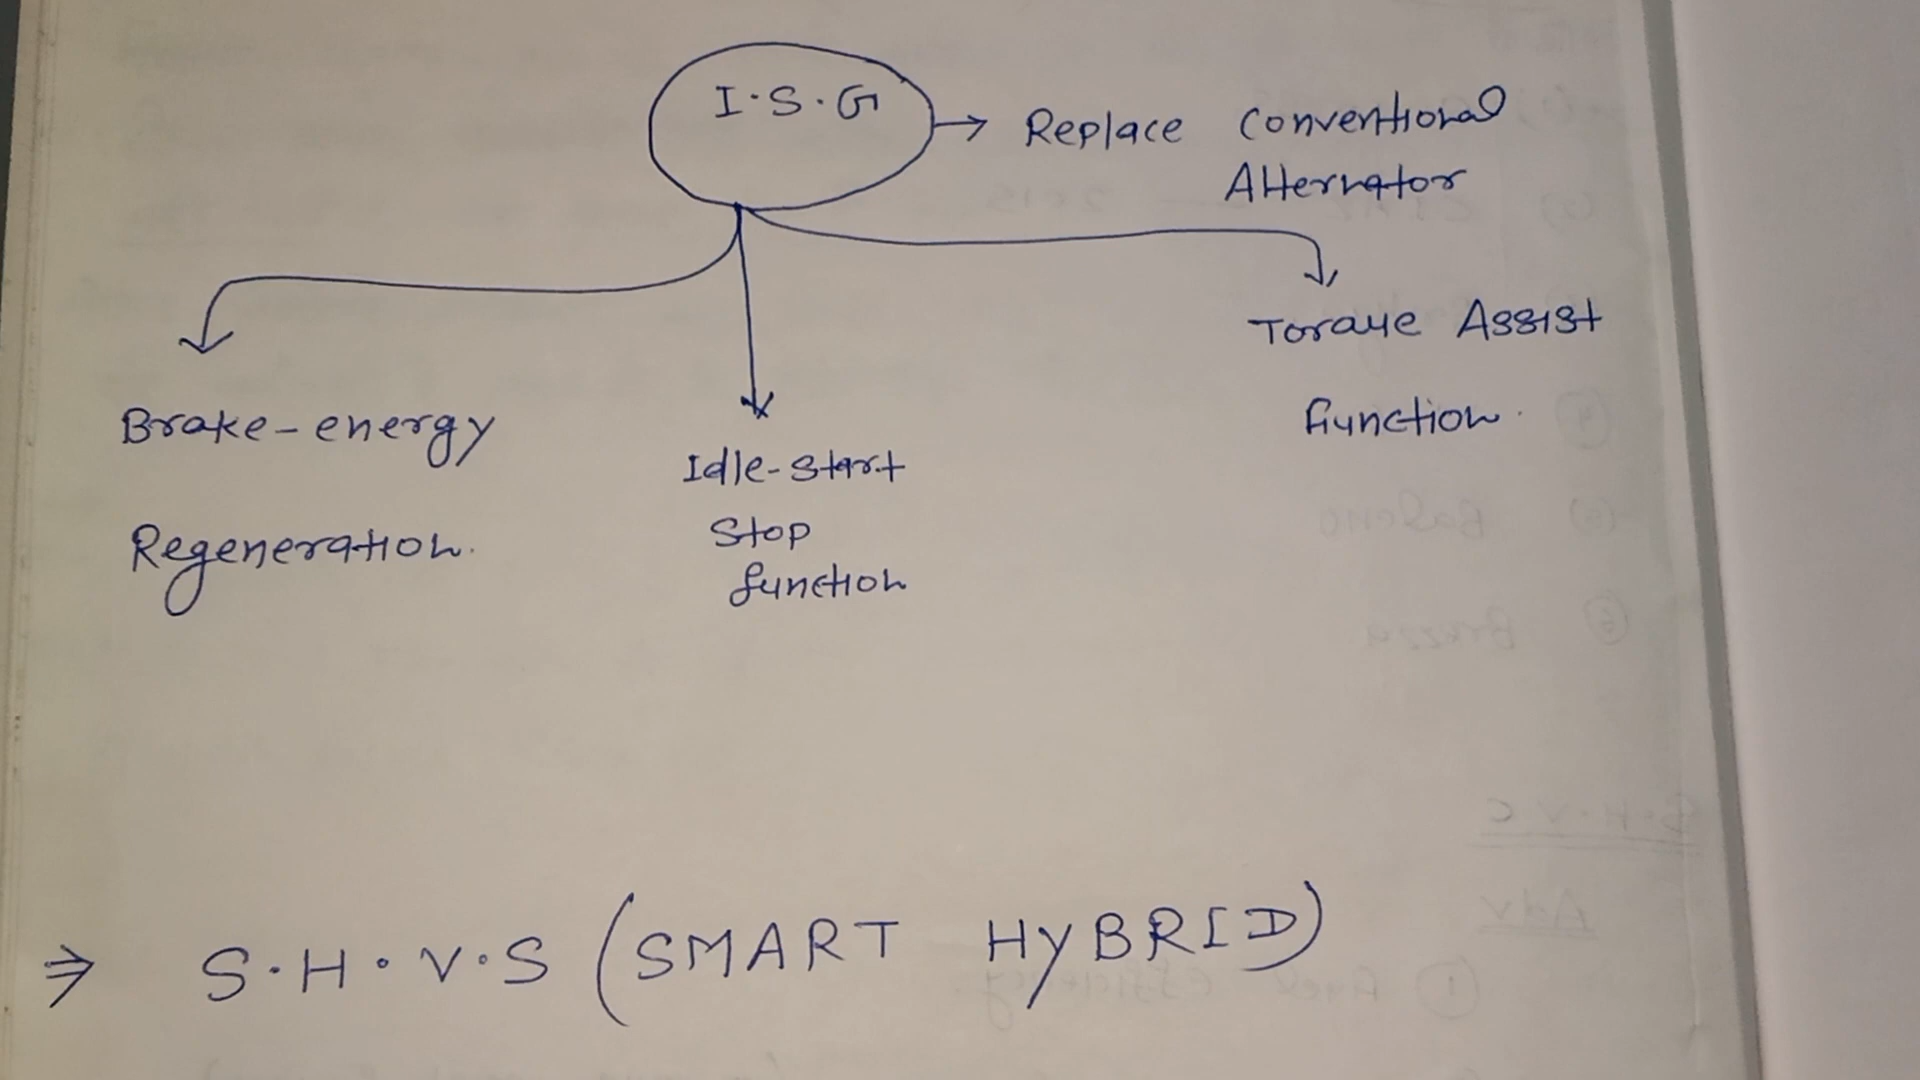 I.S.G
→ Replace Conventional
Alternator
Torque Assist
function.
Brake-energy
Regeneration.
Idle-start
Stop
function
⇒ S.H.V.S (SMART HYBRID)